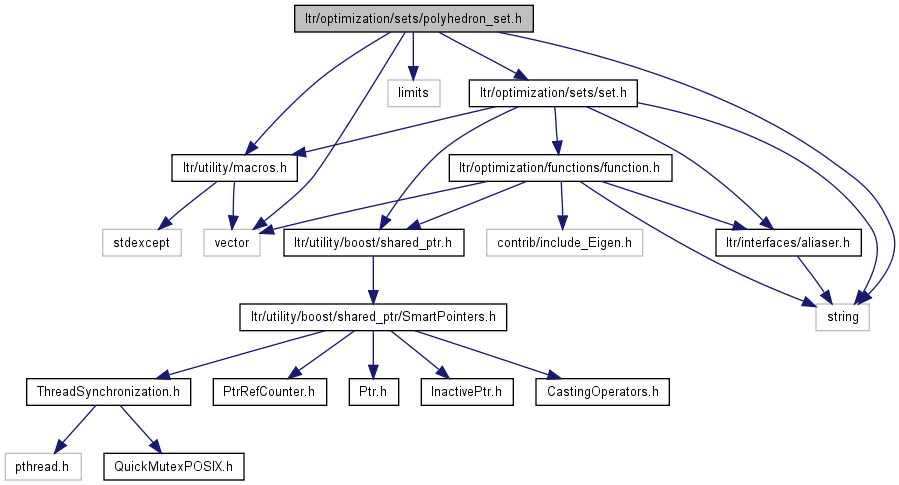 ltr/optimization/sets/polyhedron_set.h
limits
ltr/optimization/sets/set.h
ltr/utility/macros.h
ltr/optimization/functions/function.h
stdexcept
vector
ltr/utility/boost/shared_ptr.h
contrib/include_Eigen.h
ltr/interfaces/aliaser.h
ltr/utility/boost/shared_ptr/SmartPointers.h
string
ThreadSynchronization.h
PtrRefCounter.h
Ptr.h
InactivePtr.h
CastingOperators.h
pthread.h
QuickMutexPOSIX.h